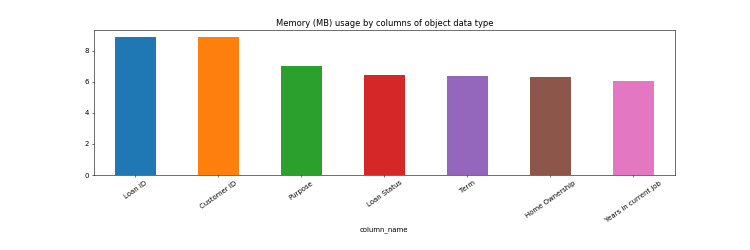 Memory (MB) usage by columns of object data type
8
6
4
2
0
Loan ID
Customer ID
Purpose
Loan Status
Term
Home Ownership
Years in current job
column_name